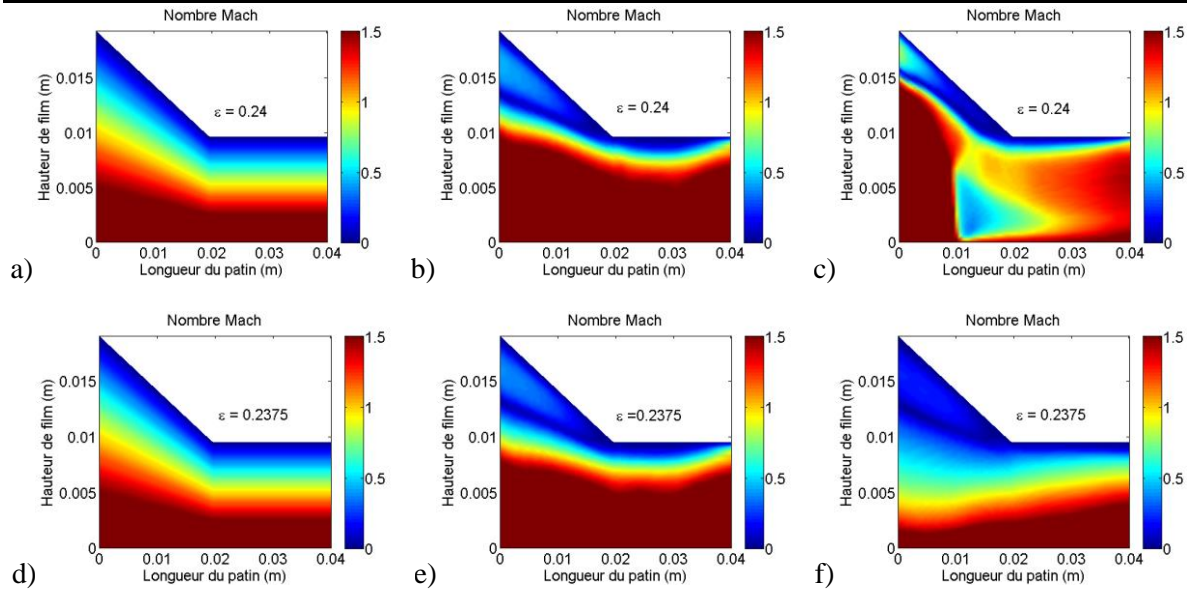 Nombre Mach
Hauteur de film (m)
0.015
0.01
0.005
0
ε = 0.24
0 0.01 0.02 0.03 0.04
Longueur du patin (m)
1.5
1
0.5
0
a)
Nombre Mach
Hauteur de film (m)
0.015
0.01
0.005
0
ε = 0.24
0 0.01 0.02 0.03 0.04
Longueur du patin (m)
1.5
1
0.5
0
b)
Nombre Mach
Hauteur de film (m)
0.015
0.01
0.005
0
ε = 0.24
0 0.01 0.02 0.03 0.04
Longueur du patin (m)
1.5
1
0.5
0
c)
Nombre Mach
Hauteur de film (m)
0.015
0.01
0.005
0
ε = 0.2375
0 0.01 0.02 0.03 0.04
Longueur du patin (m)
1.5
1
0.5
0
d)
Nombre Mach
Hauteur de film (m)
0.015
0.01
0.005
0
ε =0.2375
0 0.01 0.02 0.03 0.04
Longueur du patin (m)
1.5
1
0.5
0
e)
Nombre Mach
Hauteur de film (m)
0.015
0.01
0.005
0
ε = 0.2375
0 0.01 0.02 0.03 0.04
Longueur du patin (m)
1.5
1
0.5
0
f)